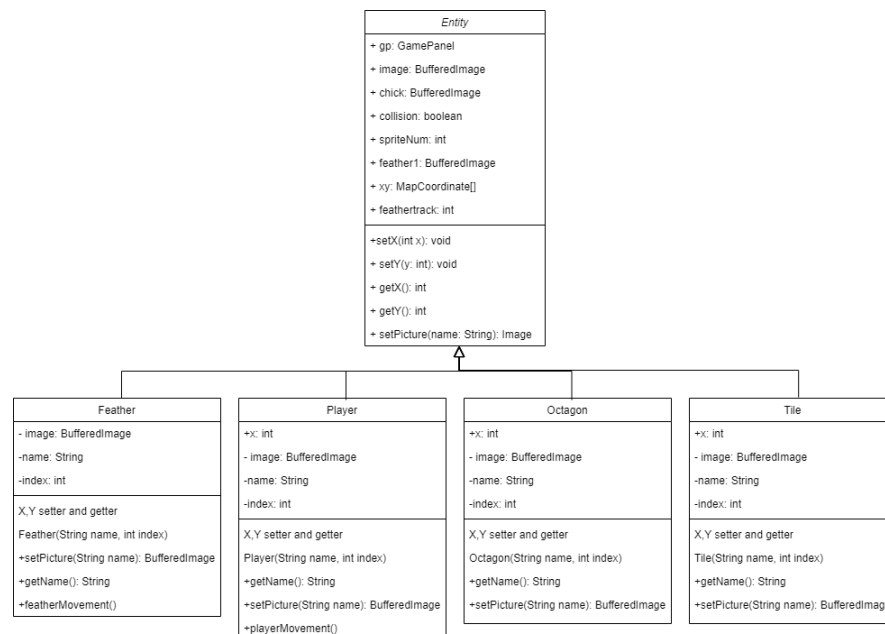 Entity
+ gp: GamePanel
+ image: BufferedImage
+ chick: BufferedImage
+ collision: boolean
+ spriteNum: int
+ feather1: BufferedImage
+ xy: MapCoordinate[]
+ feathertrack: int
+setX(int x): void
+ setY(y: int): void
+ getX(): int
+ getY(): int
+ setPicture(name: String): Image
Feather
- image: BufferedImage
-name: String
-index: int
X,Y setter and getter
Feather(String name, int index)
+setPicture(String name): BufferedImage
+getName(): String
+featherMovement()
Player
+x: int
- image: BufferedImage
-name: String
-index: int
X,Y setter and getter
Player(String name, int index)
+getName(): String
+setPicture(String name): BufferedImage
+playerMovement()
Octagon
+x: int
- image: BufferedImage
-name: String
-index: int
X,Y setter and getter
Octagon(String name, int index)
+getName(): String
+setPicture(String name): BufferedImage
Tile
+x: int
- image: BufferedImage
-name: String
-index: int
X,Y setter and getter
Tile(String name, int index)
+getName(): String
+setPicture(String name): BufferedImage